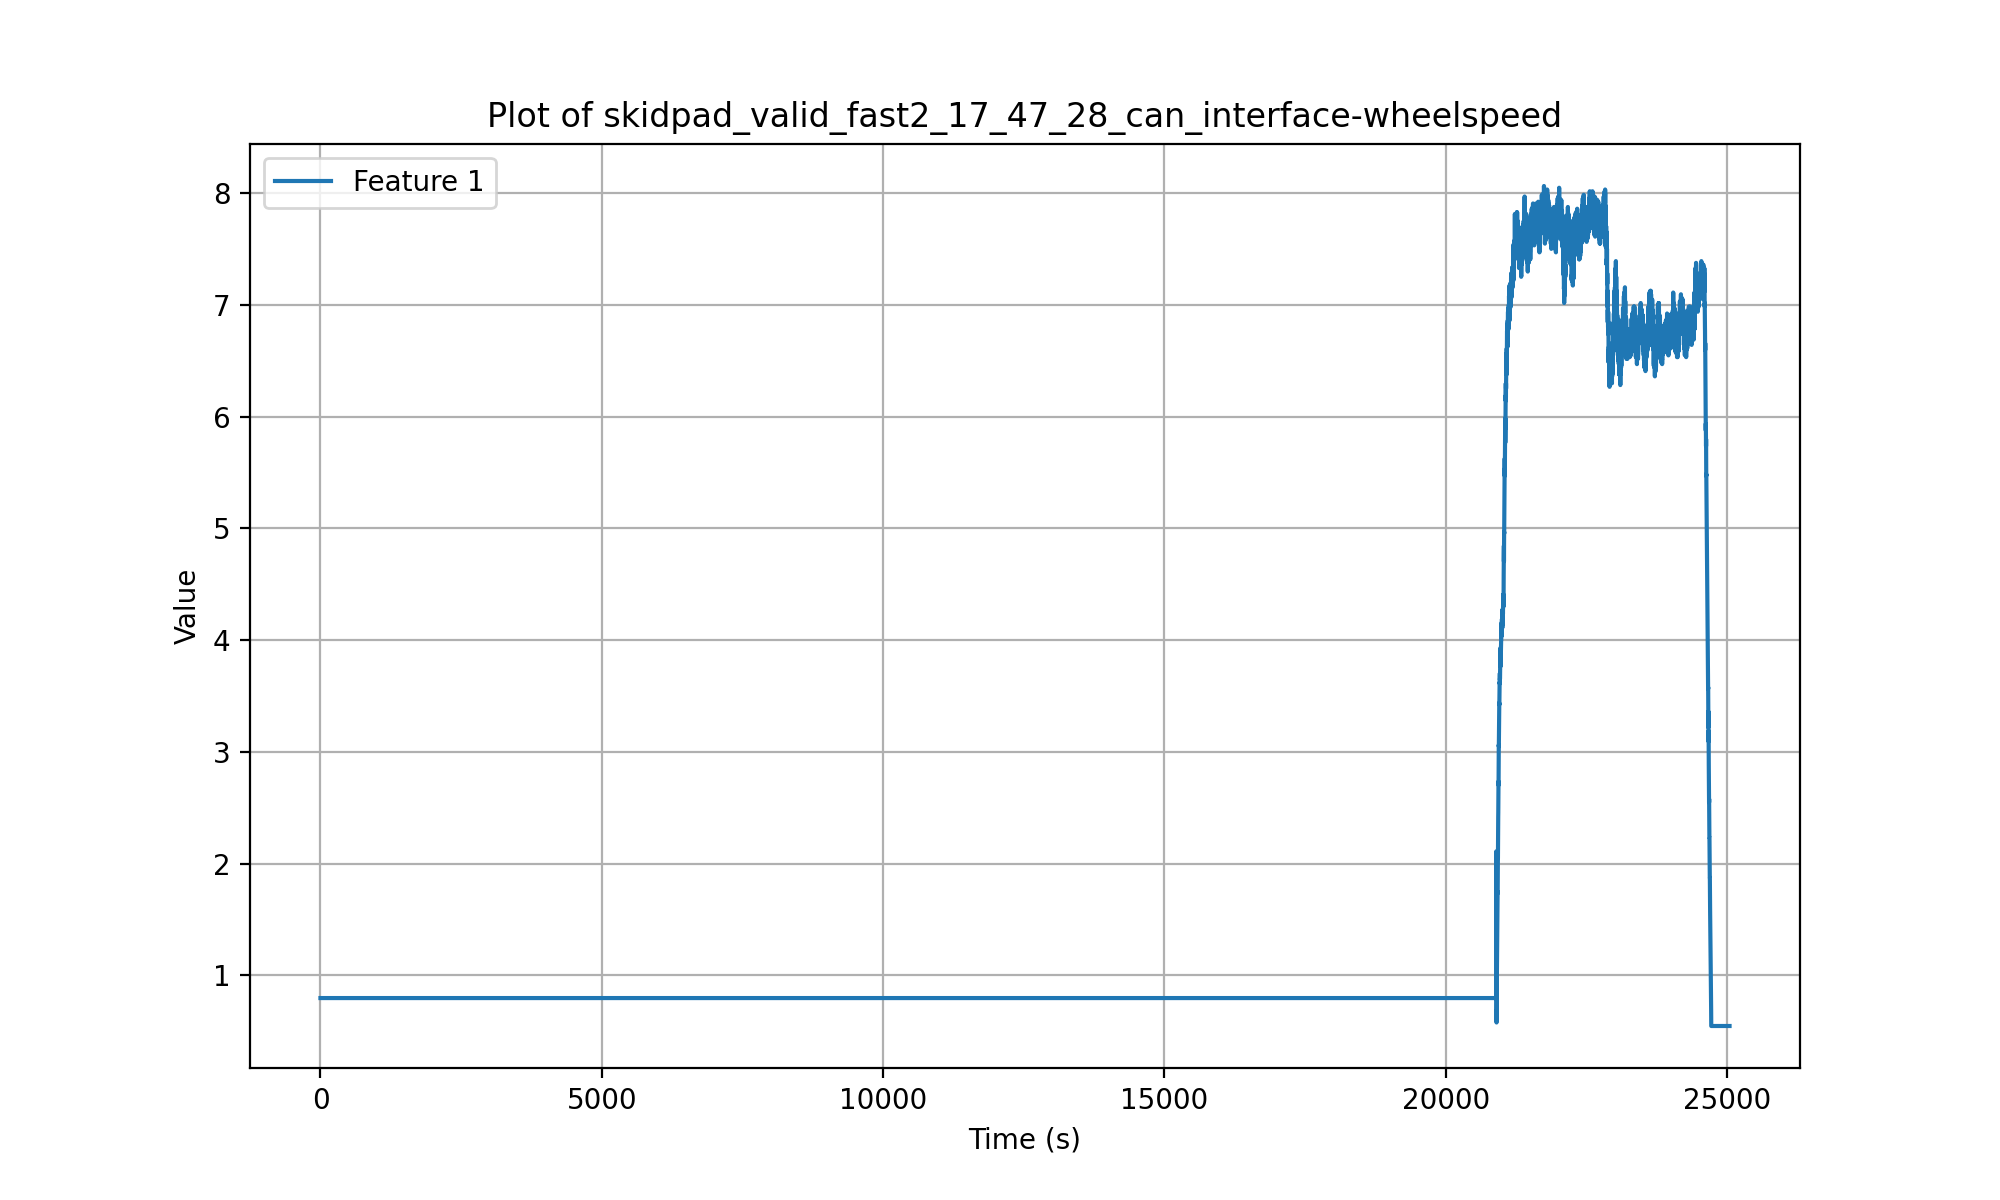 Plot of skidpad_valid_fast2_17_47_28_can_interface-wheelspeed
Feature 1
8
7
6
5
4
3
2
1
Value
0 5000 10000 15000 20000 25000
Time (s)